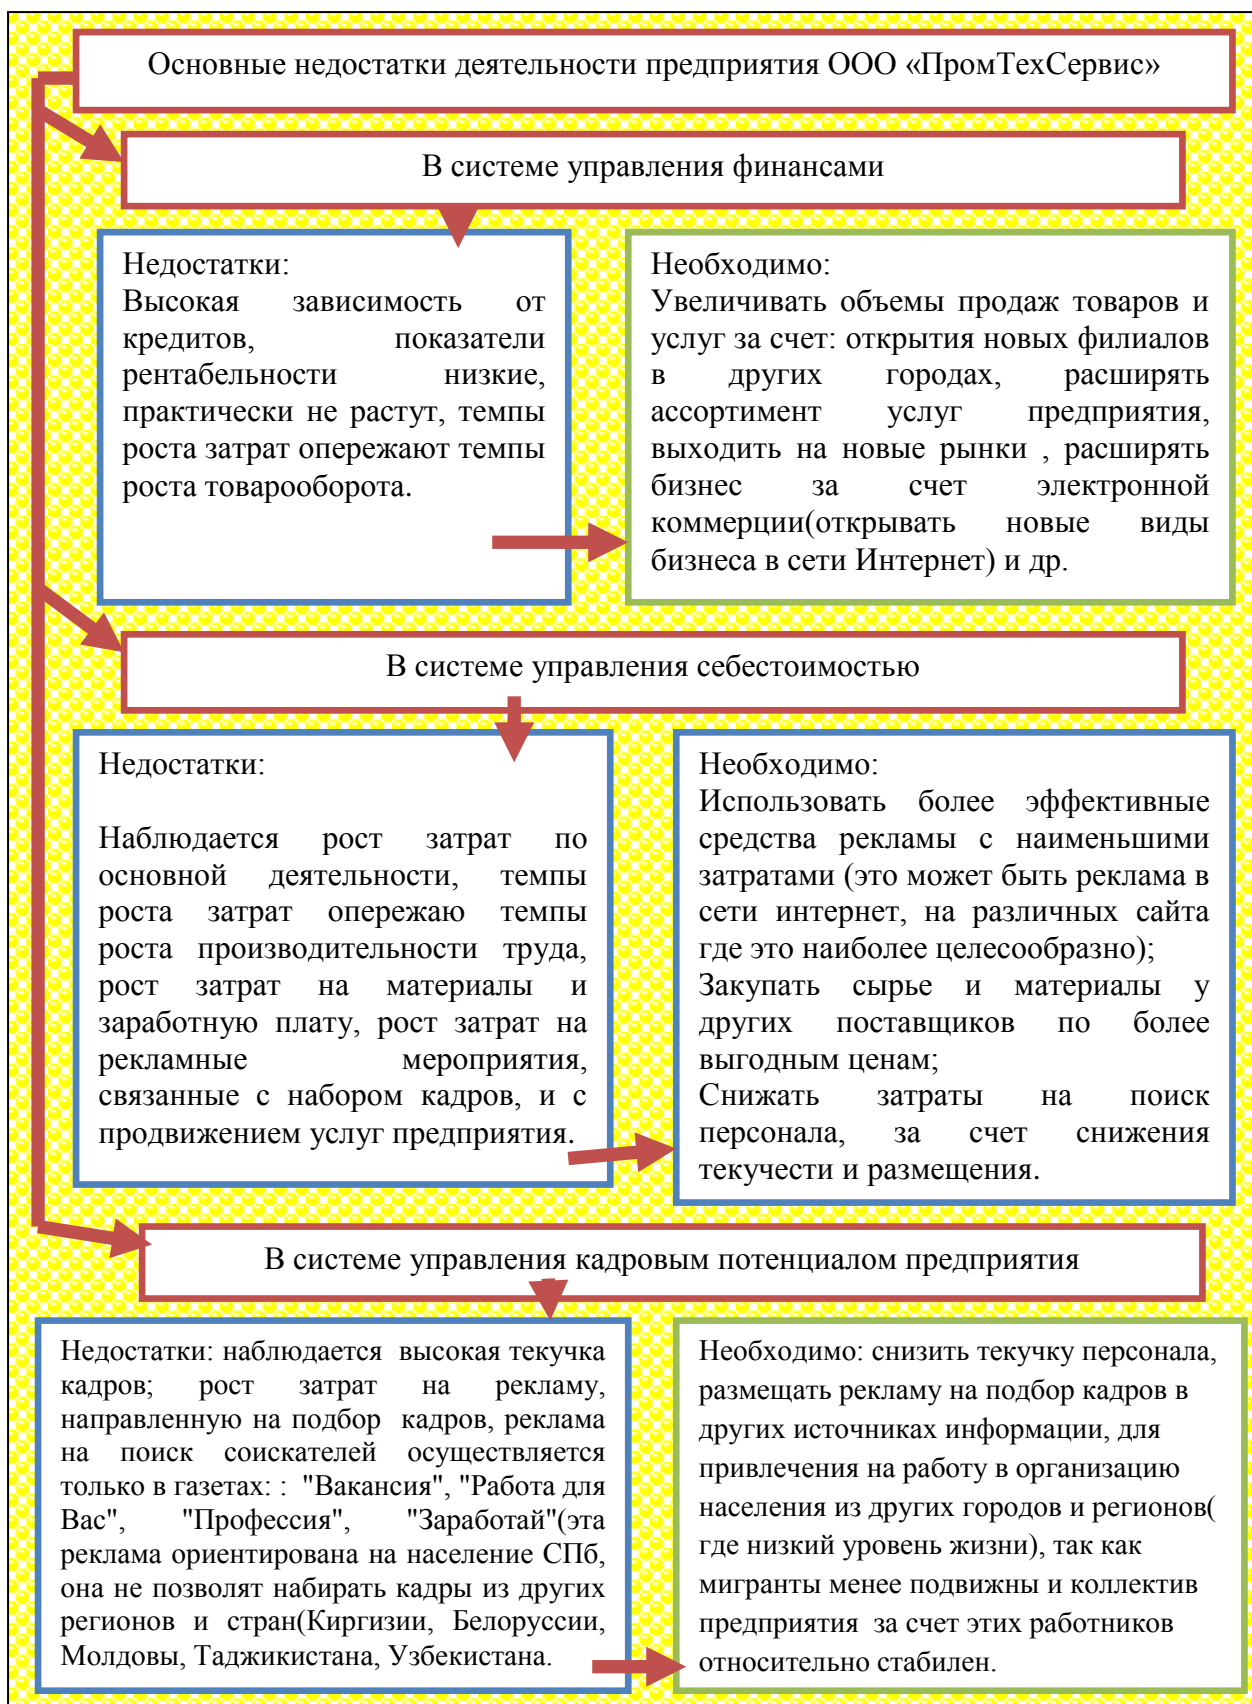 Основные недостатки деятельности предприятия ООО «ПромТехСервис»
В системе управления финансами
Недостатки:
Высокая зависимость от
кредитов, показатели
рентабельности низкие,
практически не растут, темпы
роста затрат опережают темпы
роста товарооборота.
Необходимо:
Увеличивать объемы продаж товаров и
услуг за счет: открытия новых филиалов
в других городах, расширять
ассортимент услуг предприятия,
выходить на новые рынки , расширять
бизнес за счет электронной
коммерции(открывать новые виды
бизнеса в сети Интернет) и др.
В системе управления себестоимостью
Недостатки:
Наблюдается рост затрат по
основной деятельности, темпы
роста затрат опережаю темпы
роста производительности труда,
рост затрат на материалы и
заработную плату, рост затрат на
рекламные мероприятия,
связанные с набором кадров, и с
продвижением услуг предприятия.
Необходимо:
Использовать более эффективные
средства рекламы с наименьшими
затратами (это может быть реклама в
сети интернет, на различных сайта
где это наиболее целесообразно);
Закупать сырье и материалы у
других поставщиков по более
выгодным ценам;
Снижать затраты на поиск
персонала, за счет снижения
текучести и размещения.
В системе управления кадровым потенциалом предприятия
Недостатки: наблюдается высокая текучка
кадров; рост затрат на рекламу,
направленную на подбор кадров, реклама
на поиск соискателей осуществляется
только в газетах: : "Вакансия", "Работа для
Вас", "Профессия", "Заработай"(эта
реклама ориентирована на население СПб,
она не позволят набирать кадры из других
регионов и стран(Киргизии, Белоруссии,
Молдовы, Таджикистана, Узбекистана.
Необходимо: снизить текучку персонала,
размещать рекламу на подбор кадров в
других источниках информации, для
привлечения на работу в организацию
населения из других городов и регионов(
где низкий уровень жизни), так как
мигранты менее подвижны и коллектив
предприятия за счет этих работников
относительно стабилен.